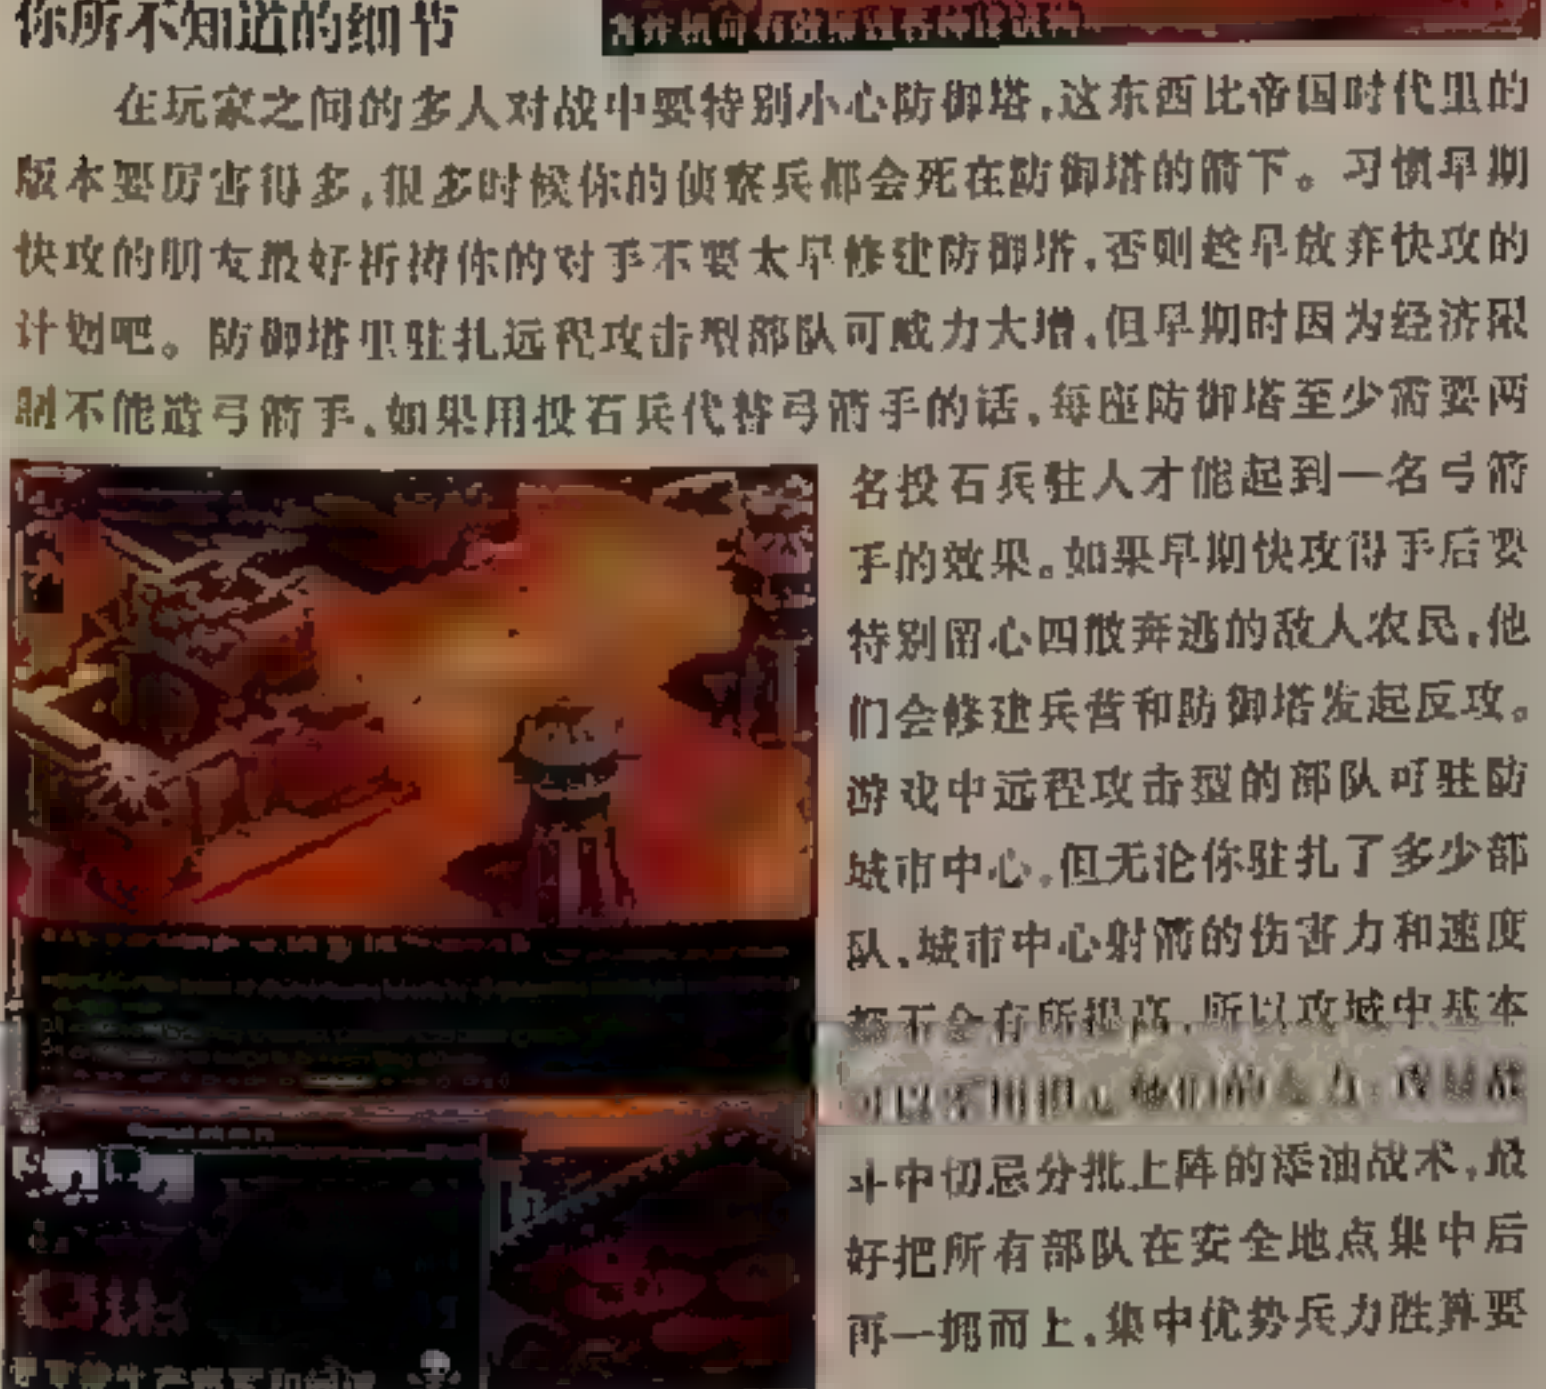 你所不知道的细节
在玩家之间的多人对战中要特别小心防御塔,这东西比帝国时代里的
版本要厉害得多,很多时候你的侦察兵都会死在防御塔的箭下。习惯早期
快攻的朋友最好祈祷你的对手不要太早修建防御塔,否则趁早放弃快攻的
计划吧。防御塔里驻扎远程攻击型部队可威力大增,但早期时因为经济限
制不能造弓箭手,如果用投石兵代替弓箭手的话,每座防御塔至少需要两
名投石兵驻人才能起到一名弓箭
手的效果。如果早期快攻得手后要
特别留心四散奔逃的敌人农民,他
们会修建兵营和防御塔发起反攻。
游戏中远程攻击型的部队可驻防
城市中心,但无论你驻扎了多少部
队,城市中心射箭的伤害力和速度
都不会有所提高,所以攻城中基本
斗中切忌分批上阵的添油战术,最
好把所有部队在安全地点集中后
再一拥而上,集中优势兵力胜算要